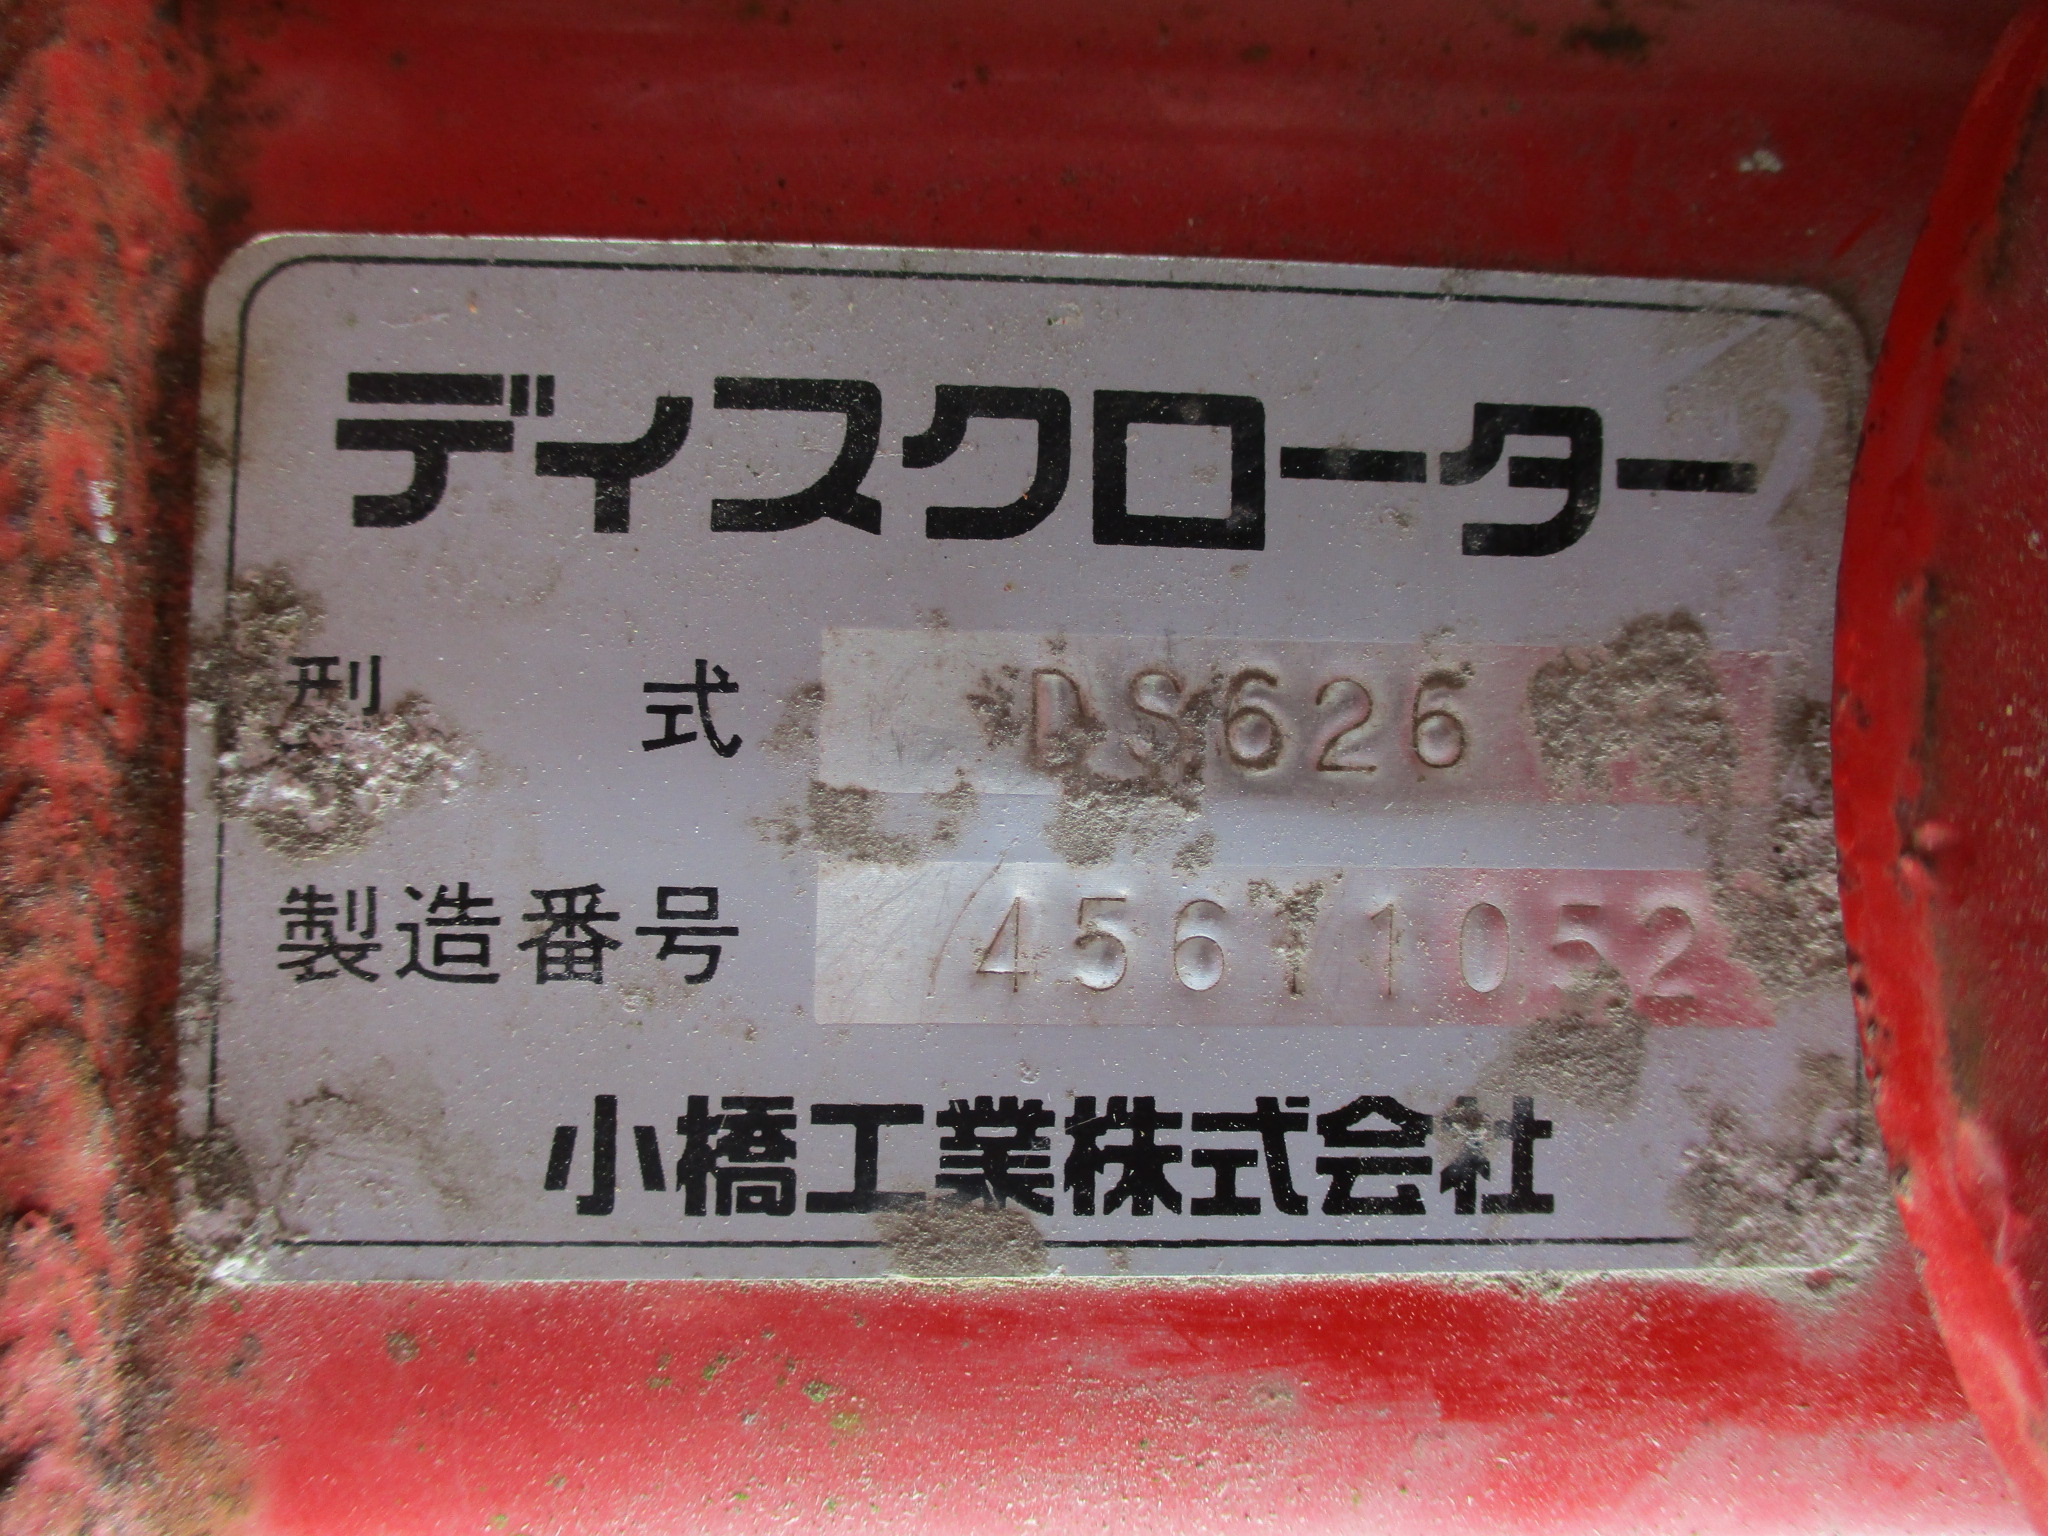 ディスクローター
型式 DS626
製造番号 456Y1052
小橋工業株式会社